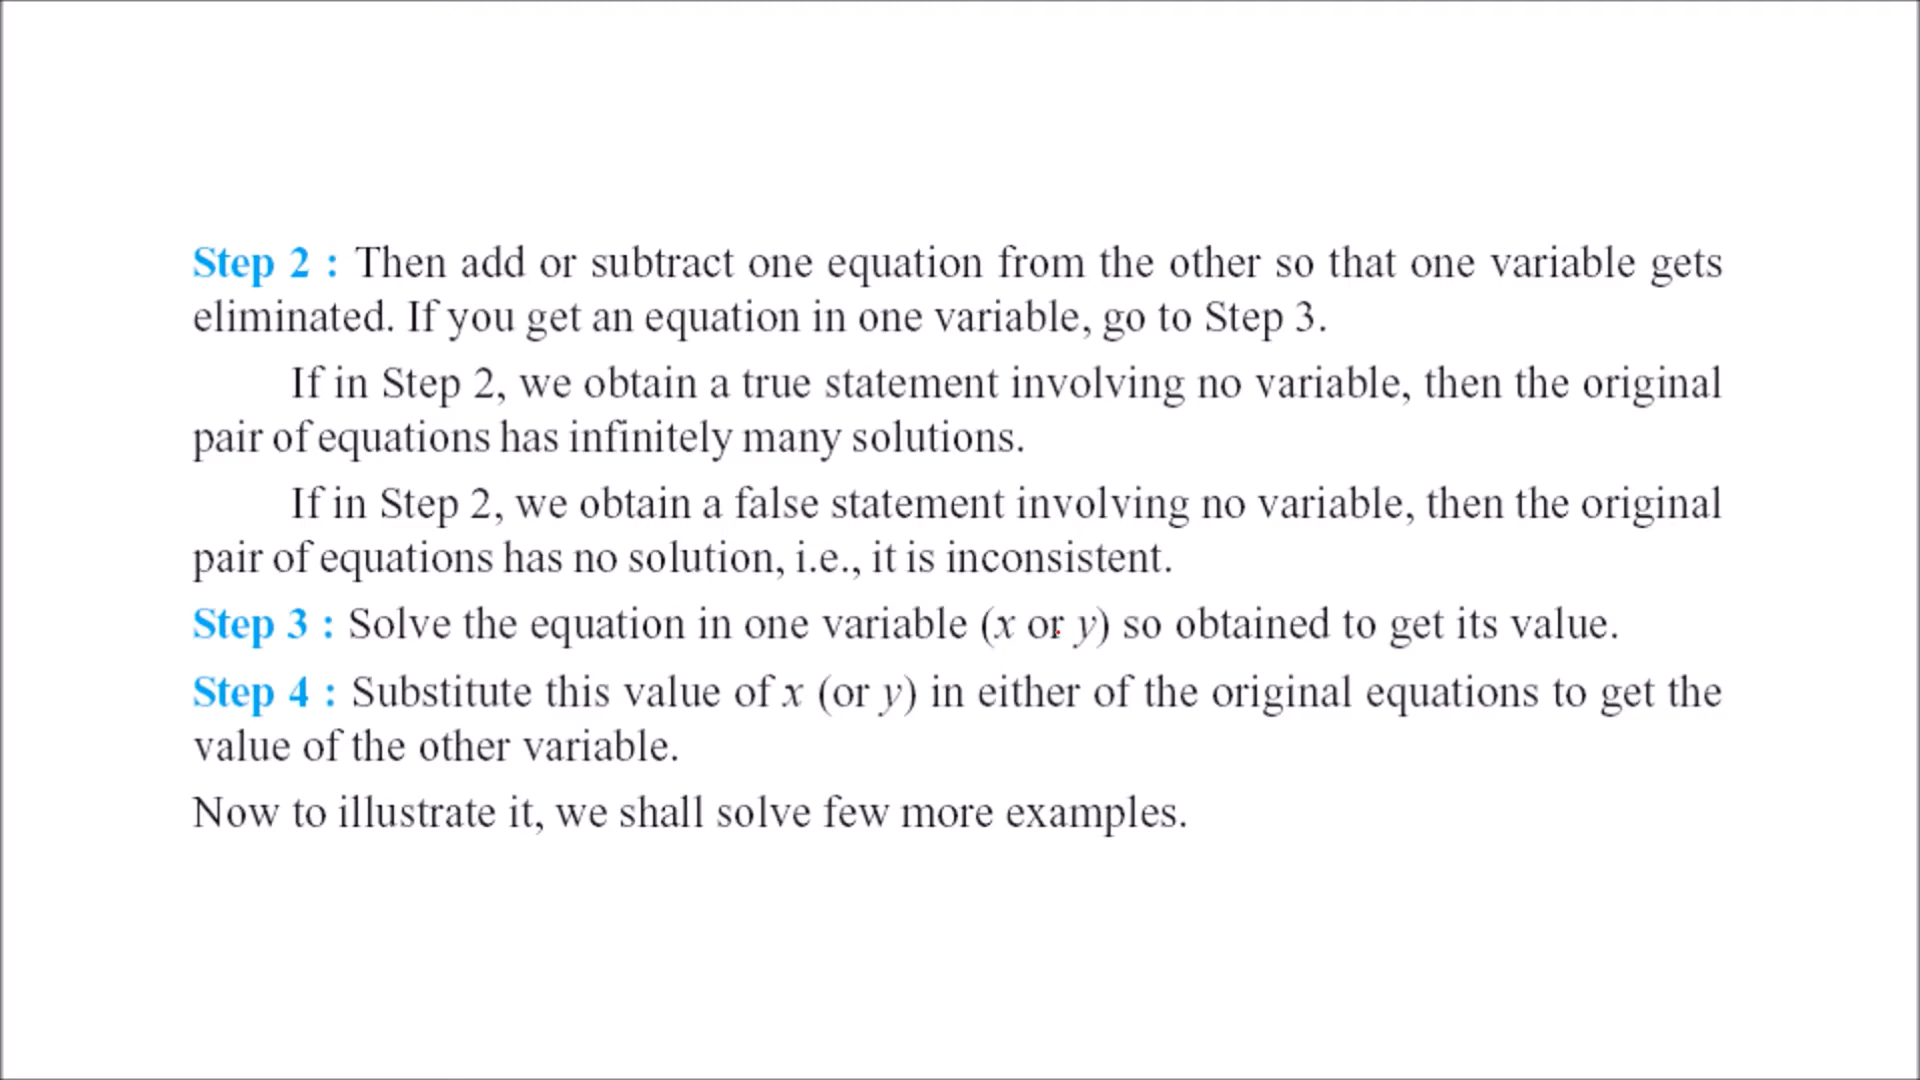 Step 2 : Then add or subtract one equation from the other so that one variable gets
eliminated. If you get an equation in one variable, go to Step 3.
If in Step 2, we obtain a true statement involving no variable, then the original
pair of equations has infinitely many solutions.
If in Step 2, we obtain a false statement involving no variable, then the original
pair of equations has no solution, i.e., it is inconsistent.
Step 3 : Solve the equation in one variable (x or y) so obtained to get its value.
Step 4 : Substitute this value of x (or y) in either of the original equations to get the
value of the other variable.
Now to illustrate it, we shall solve few more examples.